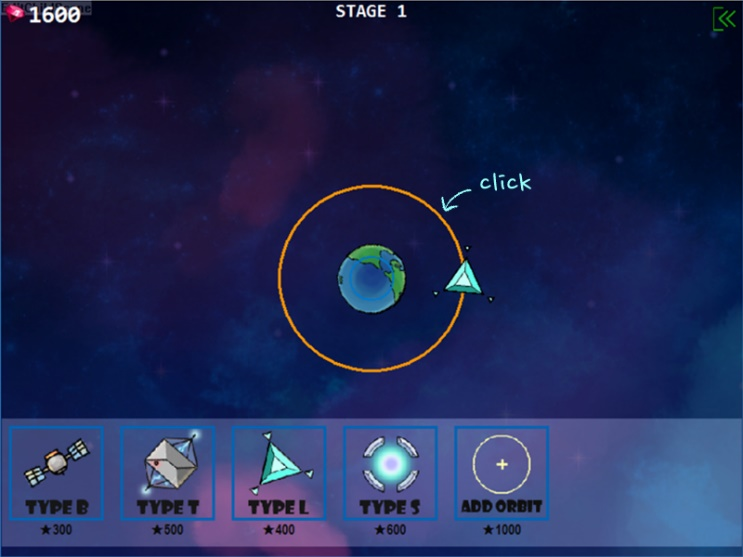 1600
STAGE 1
click
TYPE B
TYPE T
TYPE L
TYPE S
ADD ORBIT
★300
★500
★400
★600
★1000